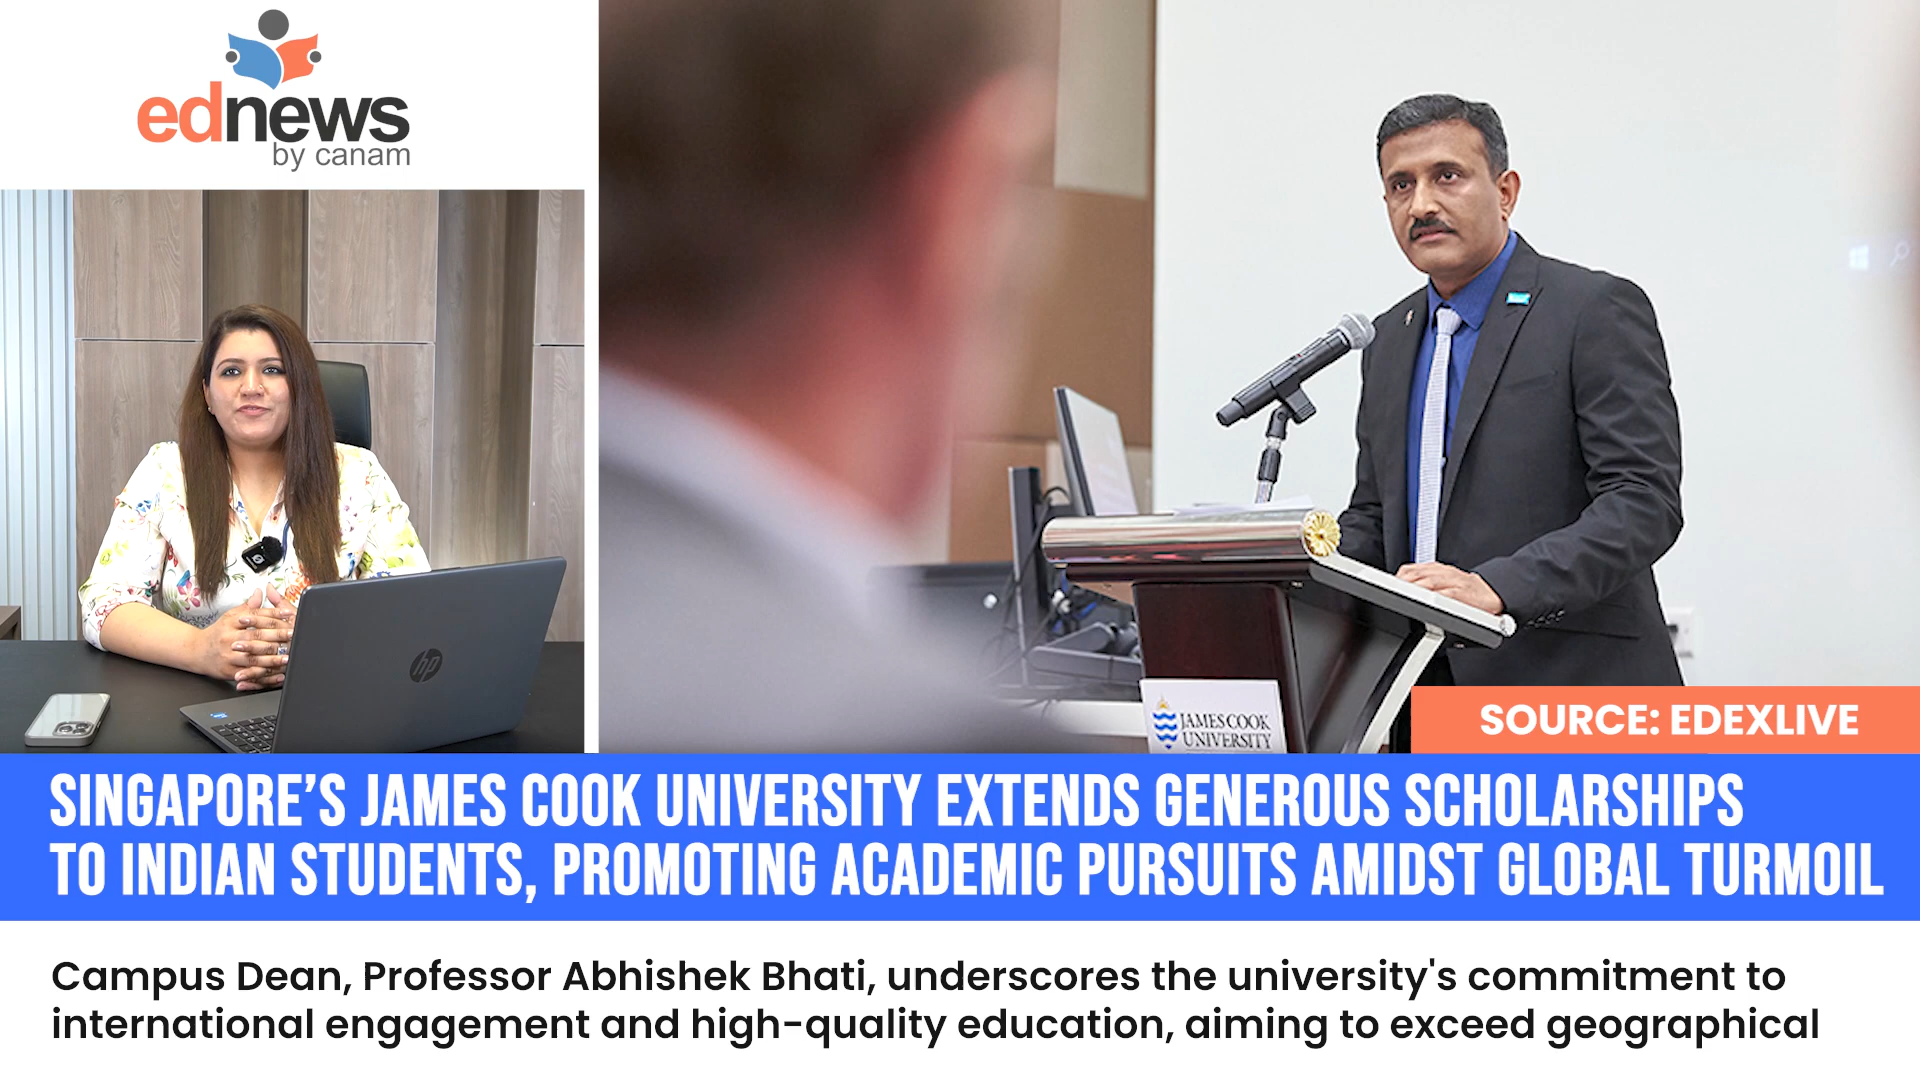 ednews
by canam
hp
JAMES COOK
UNIVERSITY
SOURCE: EDEXLIVE
SINGAPORE’S JAMES COOK UNIVERSITY EXTENDS GENEROUS SCHOLARSHIPS
TO INDIAN STUDENTS, PROMOTING ACADEMIC PURSUITS AMIDST GLOBAL TURMOIL
Campus Dean, Professor Abhishek Bhati, underscores the university's commitment to
international engagement and high-quality education, aiming to exceed geographical